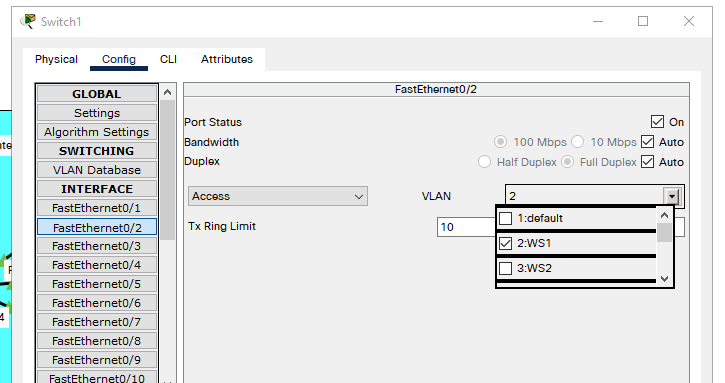 Switch1
Physical Config CLI Attributes
GLOBAL
Settings
Algorithm Settings
SWITCHING
VLAN Database
INTERFACE
FastEthernet0/1
FastEthernet0/2
FastEthernet0/3
FastEthernet0/4
FastEthernet0/5
FastEthernet0/6
FastEthernet0/7
FastEthernet0/8
FastEthernet0/9
FastEthernet0/10
FastEthernet0/2
Port Status On
Bandwidth 100 Mbps 10 Mbps Auto
Duplex Half Duplex Full Duplex Auto
Access VLAN 2
1:default
Tx Ring Limit 10
2:WS1
3:WS2